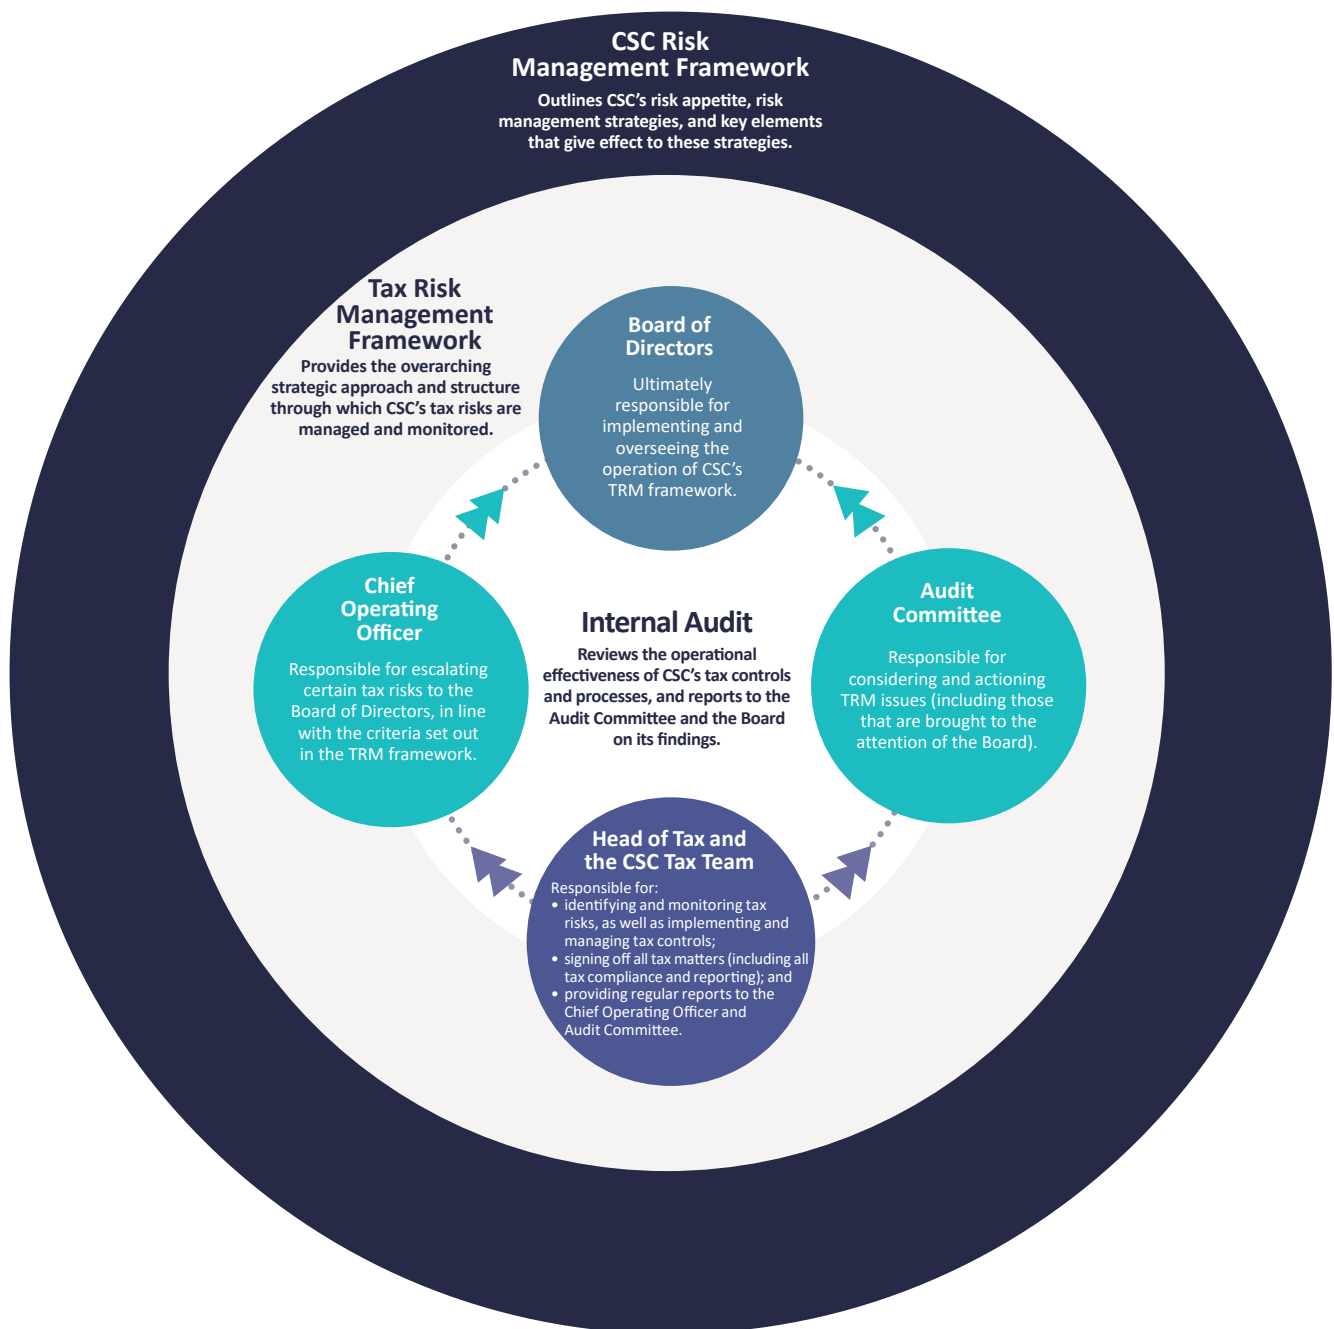 CSC Risk
Management Framework
Outlines CSC's risk appetite, risk
management strategies, and key elements
that give effect to these strategies.
Tax Risk
Management
Framework
Provides the overarching
strategic approach and structure
through which CSC's tax risks are
managed and monitored.
Board of
Directors
Ultimately
responsible for
implementing and
overseeing the
operation of CSC's
TRM framework.
Chief
Operating
Officer
Responsible for escalating
certain tax risks to the
Board of Directors, in line
with the criteria set out
in the TRM framework.
Internal Audit
Reviews the operational
effectiveness of CSC's tax controls
and processes, and reports to the
Audit Committee and the Board
on its findings.
Audit
Committee
Responsible for
considering and actioning
TRM issues (including those
that are brought to the
attention of the Board).
Head of Tax and
the CSC Tax Team
Responsible for:
• identifying and monitoring tax
risks, as well as implementing and
managing tax controls;
• signing off all tax matters (including all
tax compliance and reporting); and
• providing regular reports to the
Chief Operating Officer and
Audit Committee.